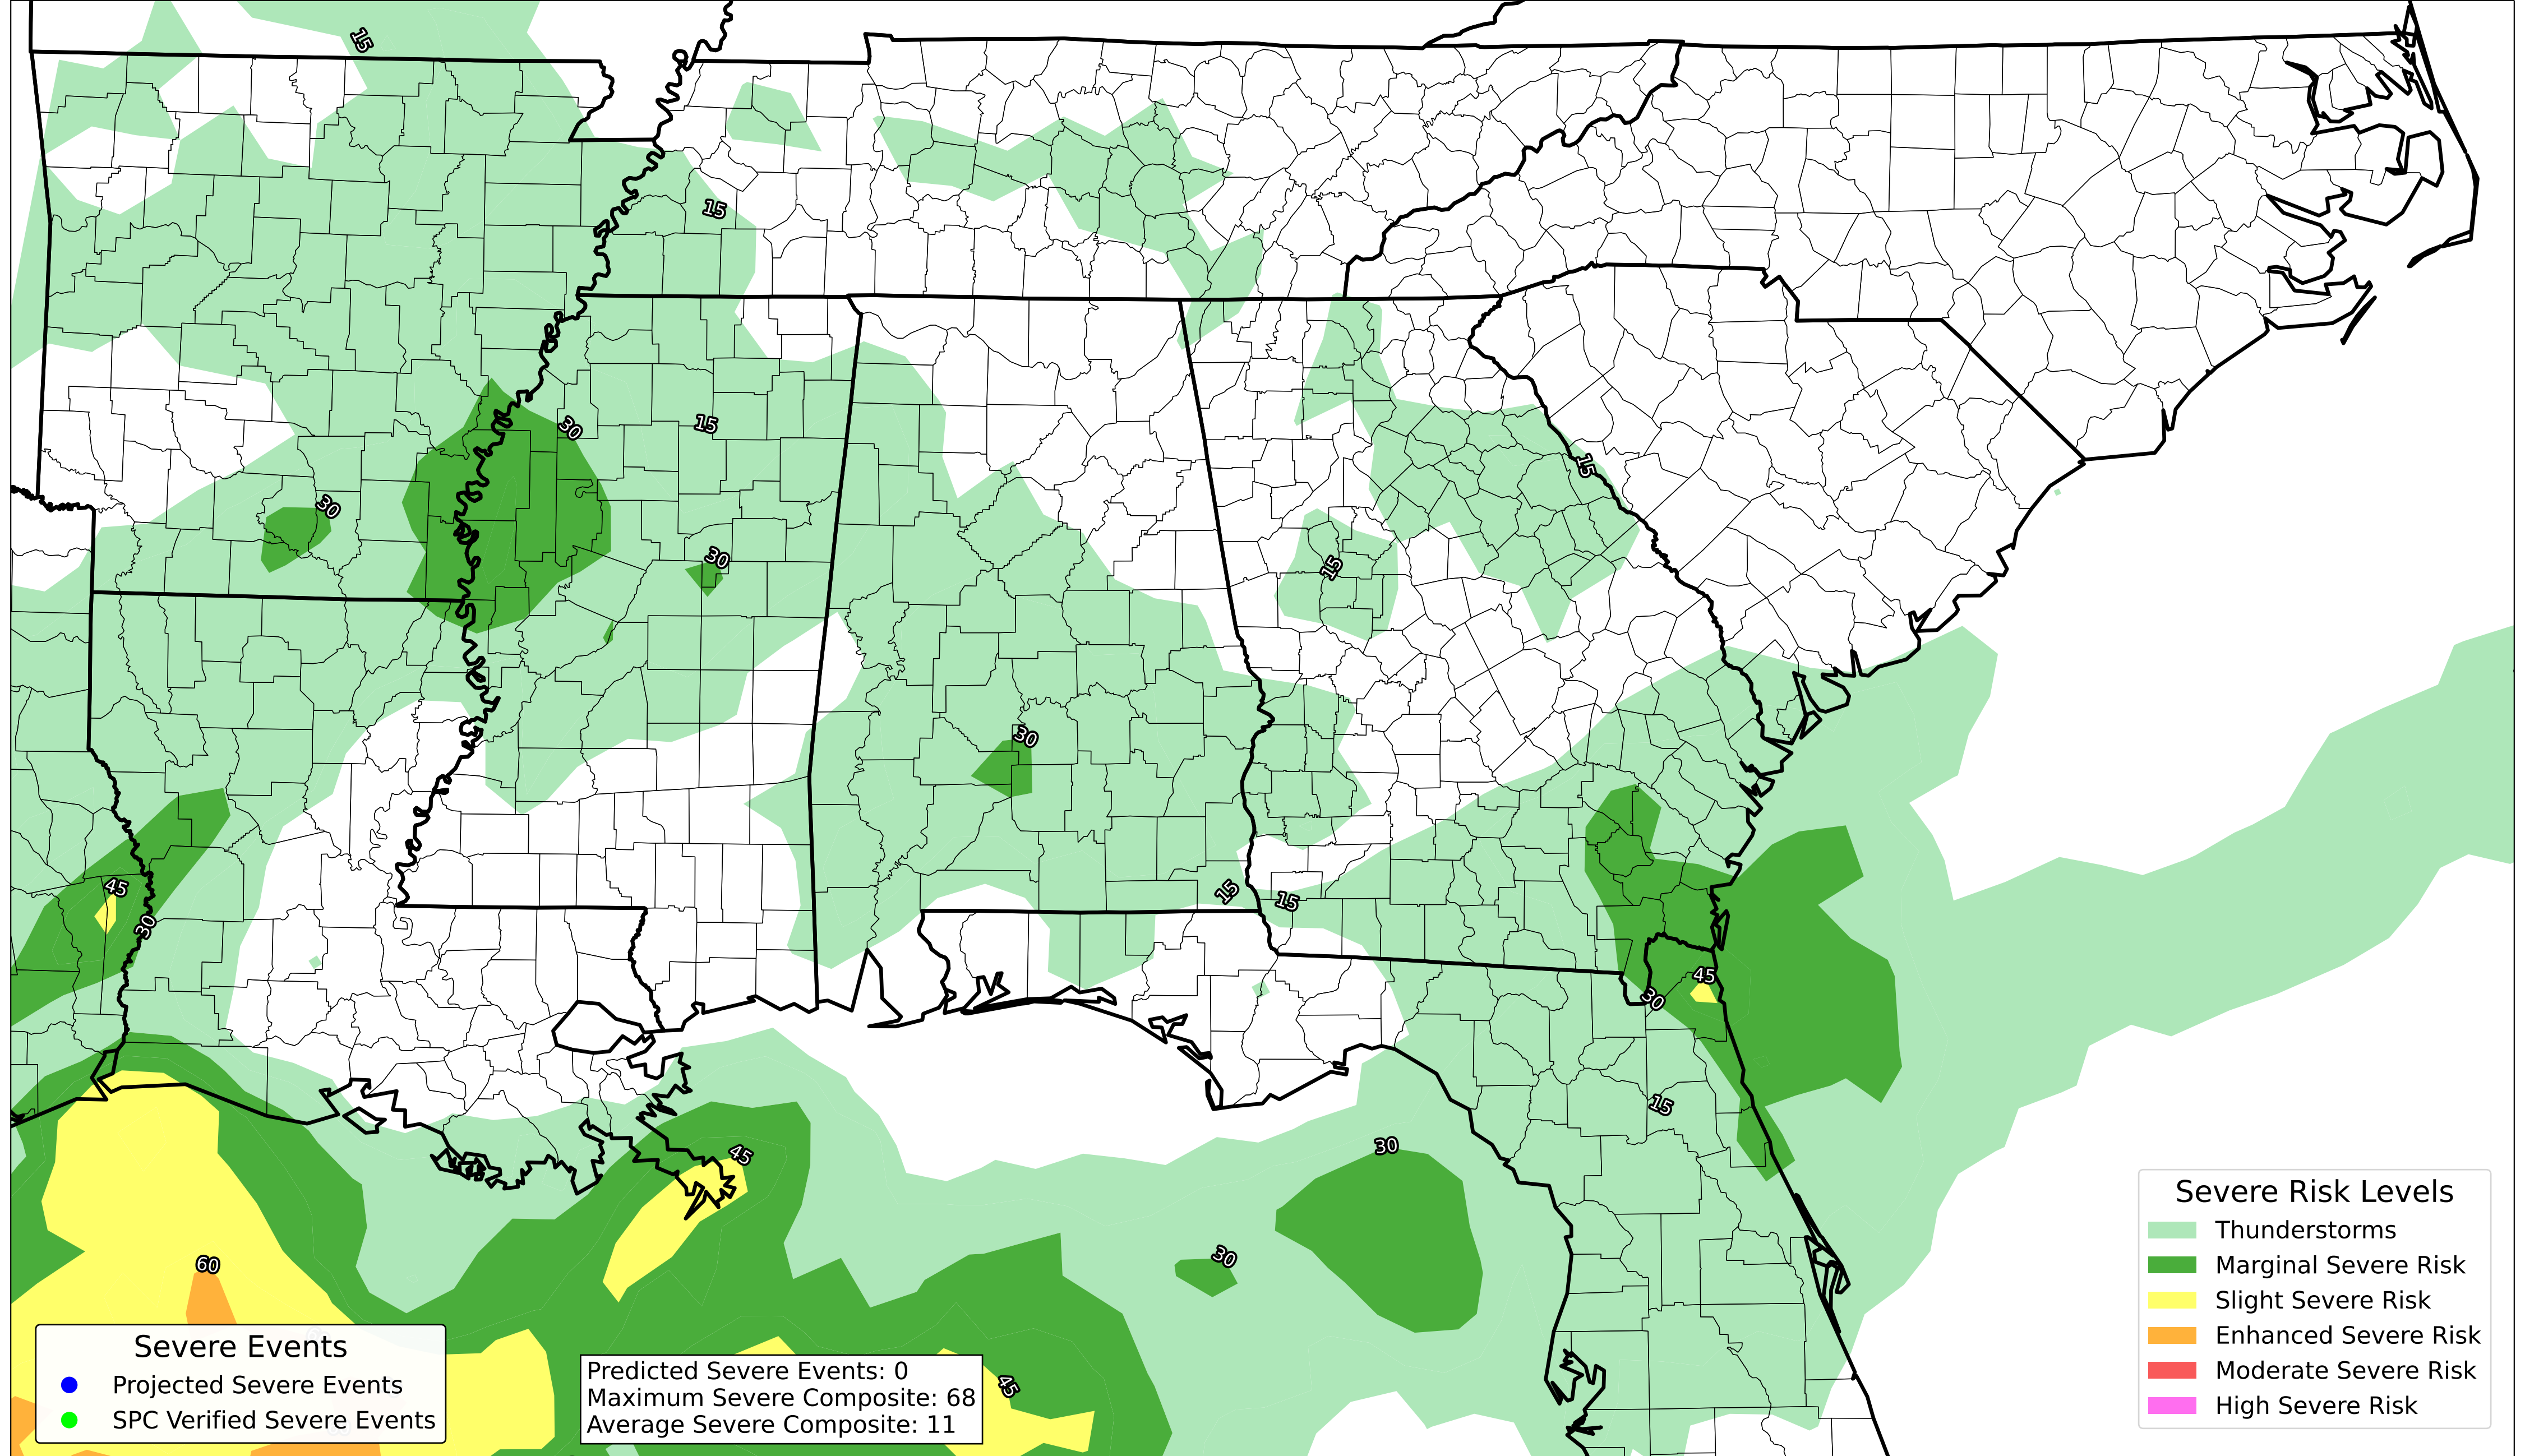 15
15
30
15
15
30
30
15
30
45
15
15
30
45
30
15
45
30
30
60
45
Severe Events
Projected Severe Events
SPC Verified Severe Events
Predicted Severe Events: 0
Maximum Severe Composite: 68
Average Severe Composite: 11
Severe Risk Levels
Thunderstorms
Marginal Severe Risk
Slight Severe Risk
Enhanced Severe Risk
Moderate Severe Risk
High Severe Risk